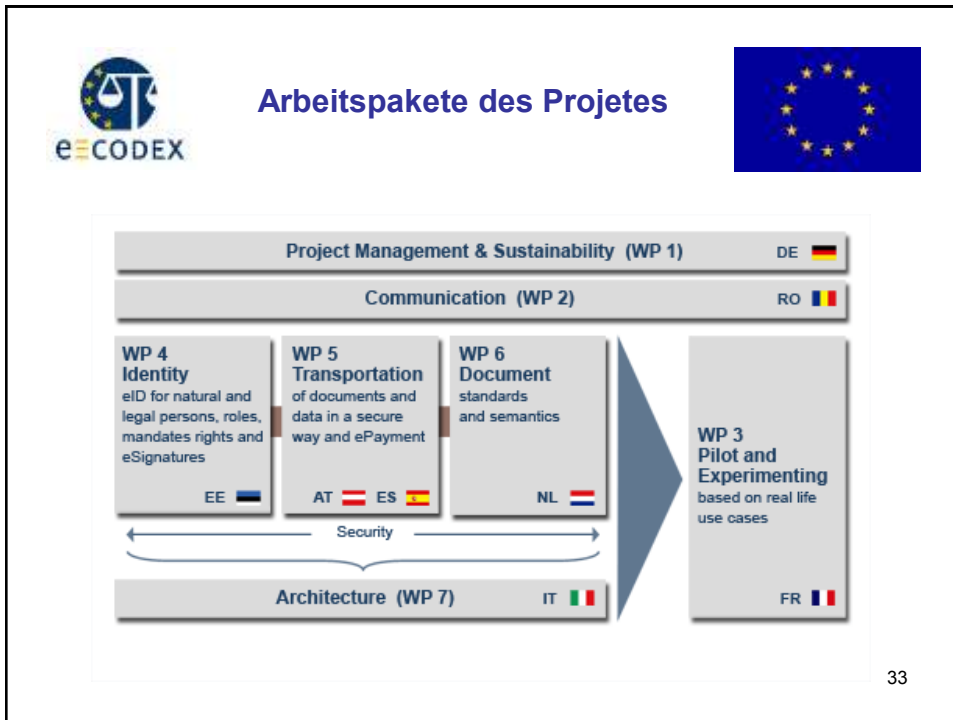 Arbeitspakete des Projetes
e CODEX
Project Management & Sustainability (WP 1) DE
Communication (WP 2) RO
WP 4
Identity
eID for natural and
legal persons, roles,
mandates rights and
eSignatures
EE
WP 5
Transportation
of documents and
data in a secure
way and ePayment
AT ES
WP 6
Document
standards
and semantics
NL
Security
Architecture (WP 7) IT
WP 3
Pilot and
Experimenting
based on real life
use cases
FR
33